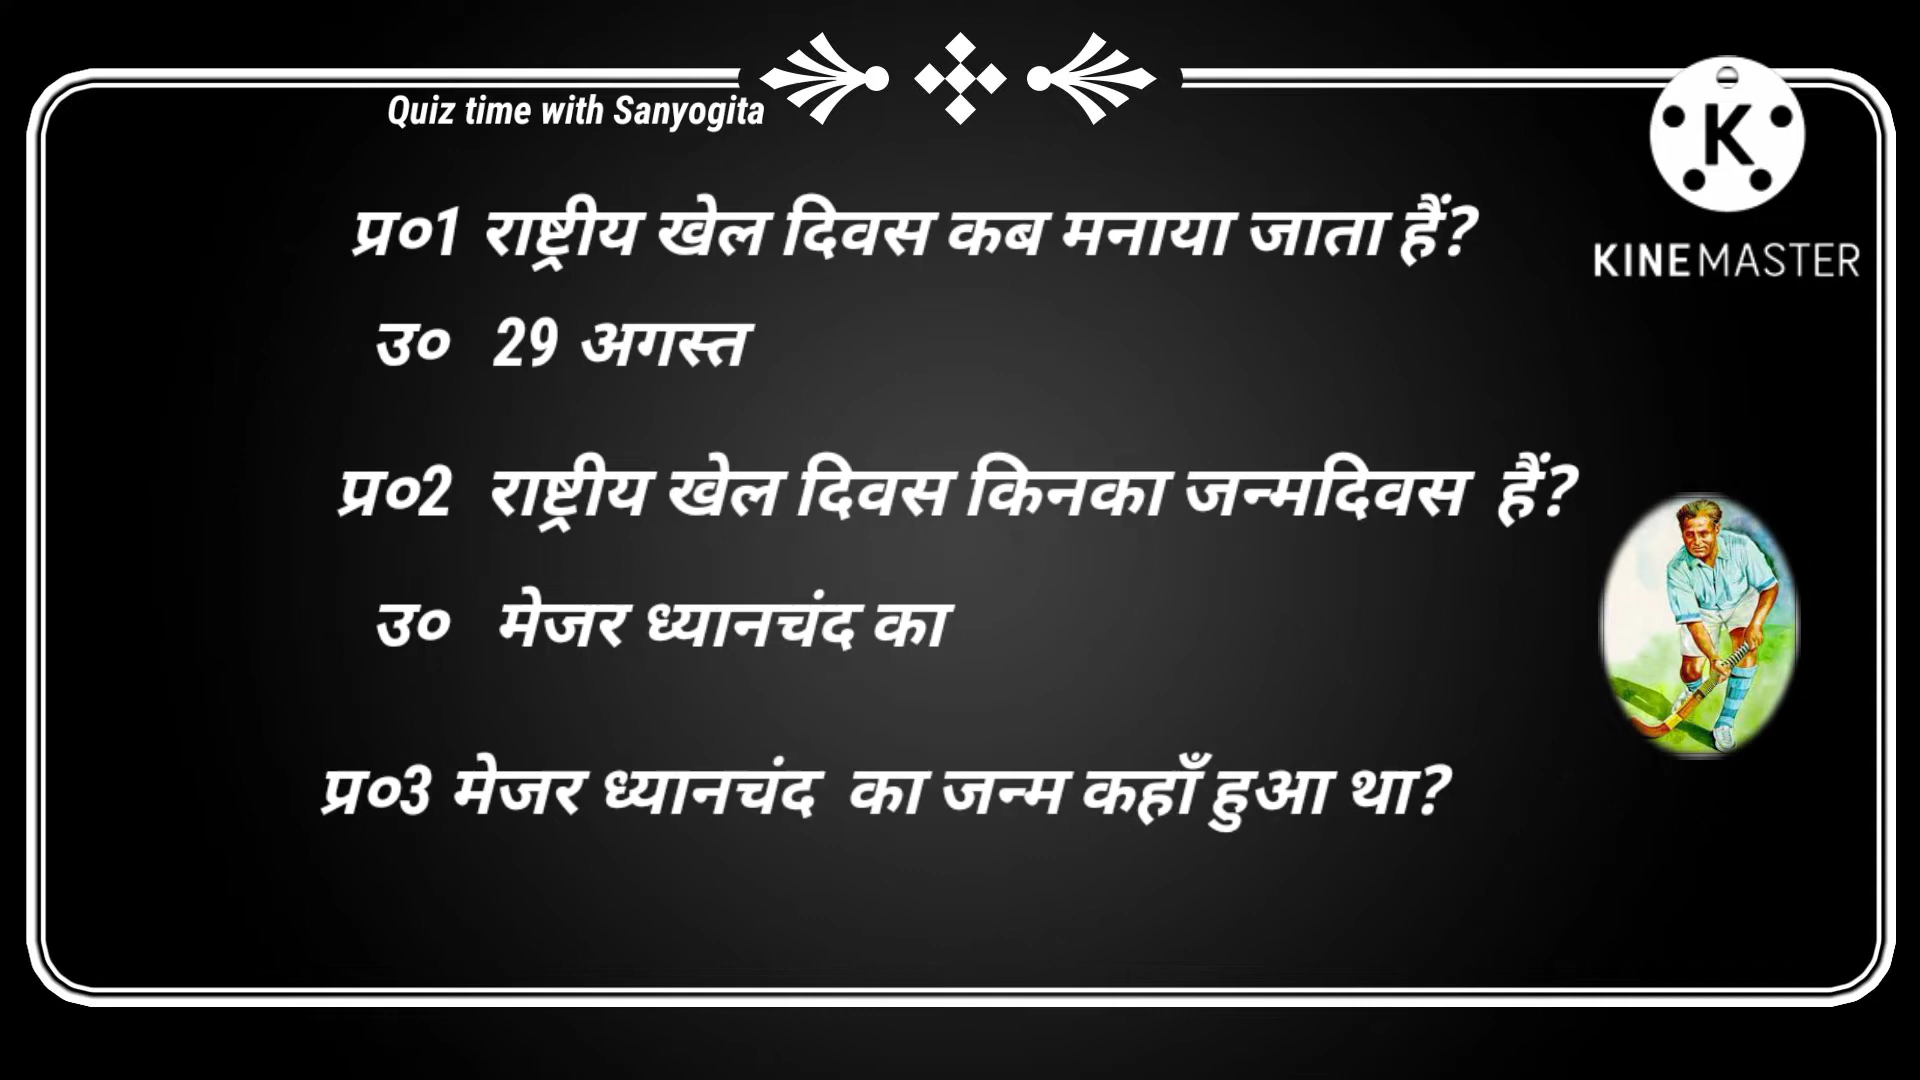 Quiz time with Sanyogita
K
KINEMASTER
प्र०1 राष्ट्रीय खेल दिवस कब मनाया जाता हैं?
उ० 29 अगस्त
प्र०2 राष्ट्रीय खेल दिवस किनका जन्मदिवस हैं?
उ० मेजर ध्यानचंद का
प्र०3 मेजर ध्यानचंद का जन्म कहाँ हुआ था?